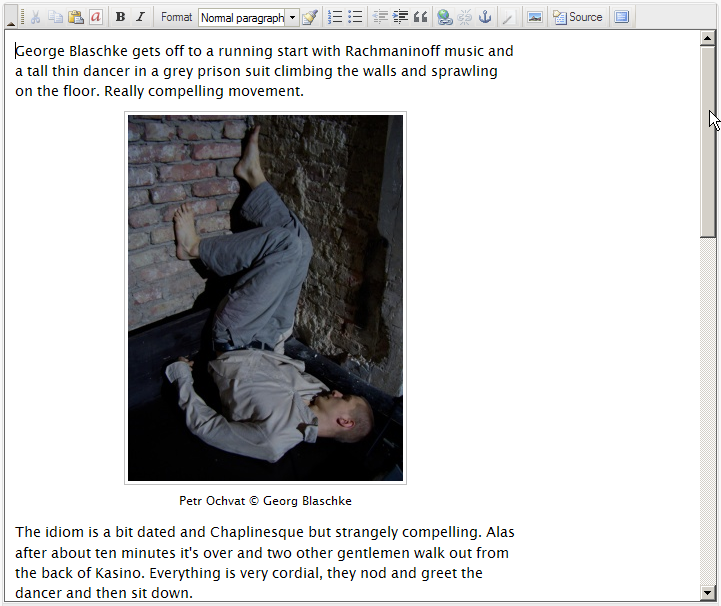 B I Format Normal paragraph Source
George Blaschke gets off to a running start with Rachmaninoff music and
a tall thin dancer in a grey prison suit climbing the walls and sprawling
on the floor. Really compelling movement.
Petr Ochvat © Georg Blaschke
The idiom is a bit dated and Chaplinesque but strangely compelling. Alas
after about ten minutes it's over and two other gentlemen walk out from
the back of Kasino. Everything is very cordial, they nod and greet the
dancer and then sit down.